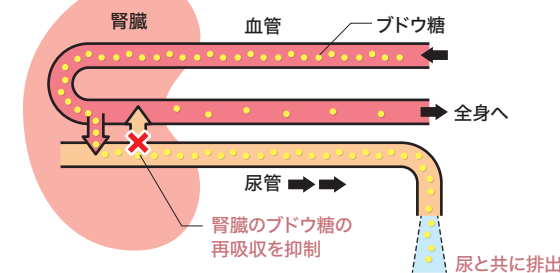 腎臓
血管
ブドウ糖
全身へ
尿管
腎臓のブドウ糖の
再吸収を抑制
尿と共に排出